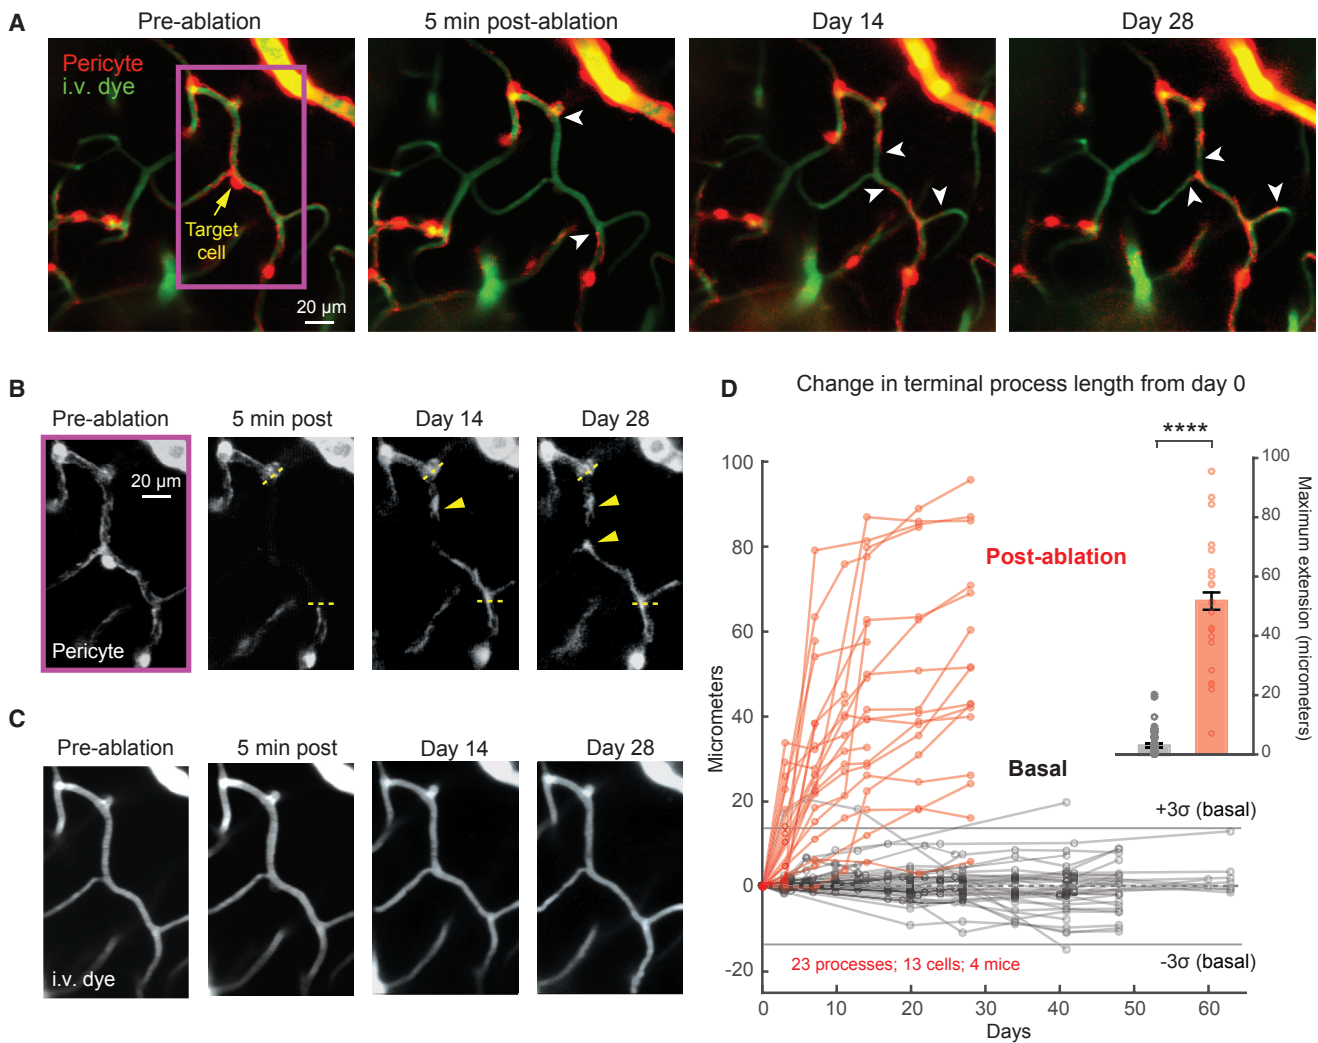 A
Pre-ablation
5 min post-ablation
Day 14
Day 28
Pericyte
i.v. dye
Target
cell
20 µm
B
Pre-ablation
5 min post
Day 14
Day 28
20 µm
Pericyte
C
Pre-ablation
5 min post
Day 14
Day 28
i.v. dye
D
Change in terminal process length from day 0
****
100
80
60
40
20
0
-20
Micrometers
Post-ablation
Basal
+3σ (basal)
-3σ (basal)
23 processes; 13 cells; 4 mice
0
10
20
30
40
50
60
Days
100
80
60
40
20
0
Maximum extension (micrometers)